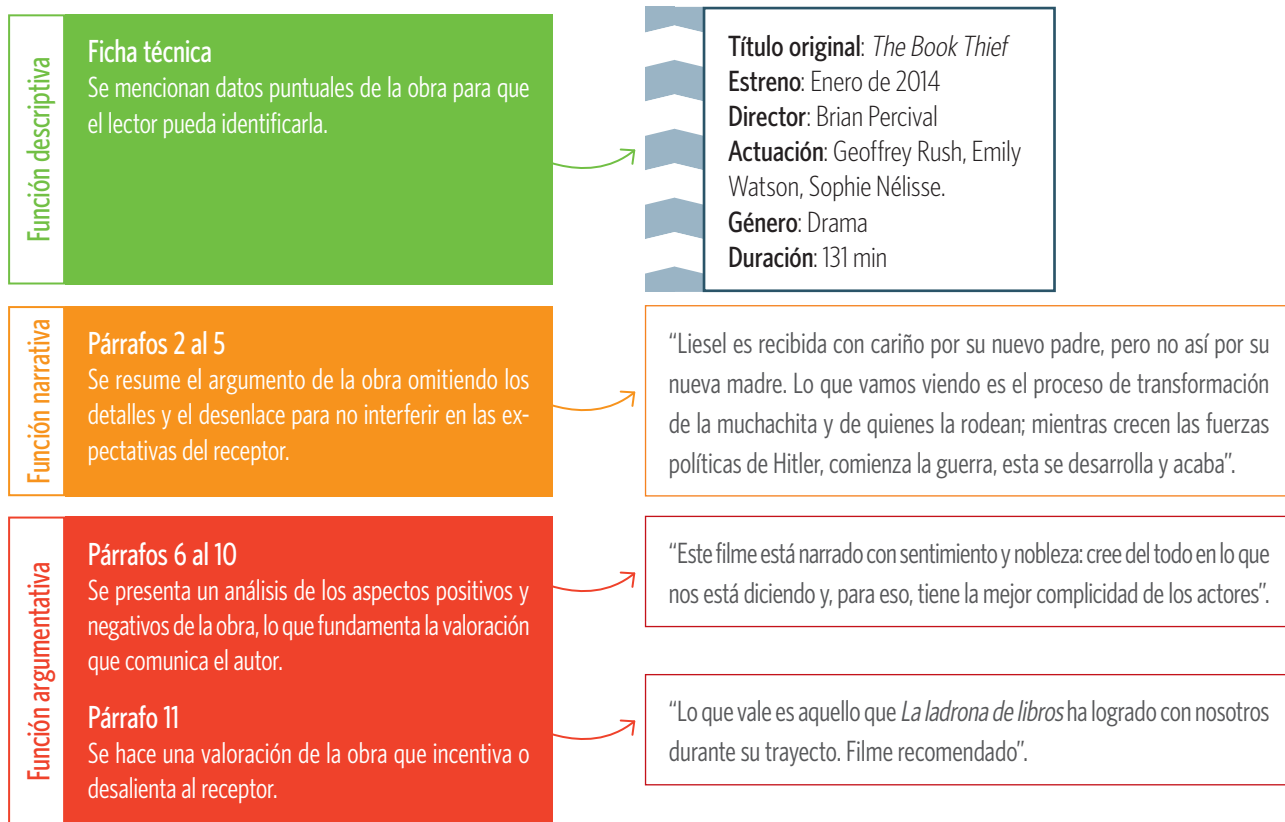 Función descriptiva
Ficha técnica
Se mencionan datos puntuales de la obra para que
el lector pueda identificarla.
Título original: The Book Thief
Estreno: Enero de 2014
Director: Brian Percival
Actuación: Geoffrey Rush, Emily
Watson, Sophie Nélisse.
Género: Drama
Duración: 131 min
Función narrativa
Párrafos 2 al 5
Se resume el argumento de la obra omitiendo los
detalles y el desenlace para no interferir en las ex-
pectativas del receptor.
“Liesel es recibida con cariño por su nuevo padre, pero no así por su
nueva madre. Lo que vamos viendo es el proceso de transformación
de la muchachita y de quienes la rodean; mientras crecen las fuerzas
políticas de Hitler, comienza la guerra, esta se desarrolla y acaba”.
Función argumentativa
Párrafos 6 al 10
Se presenta un análisis de los aspectos positivos y
negativos de la obra, lo que fundamenta la valoración
que comunica el autor.
“Este filme está narrado con sentimiento y nobleza: cree del todo en lo que
nos está diciendo y, para eso, tiene la mejor complicidad de los actores”.
Párrafo 11
Se hace una valoración de la obra que incentiva o
desalienta al receptor.
“Lo que vale es aquello que La ladrona de libros ha logrado con nosotros
durante su trayecto. Filme recomendado”.